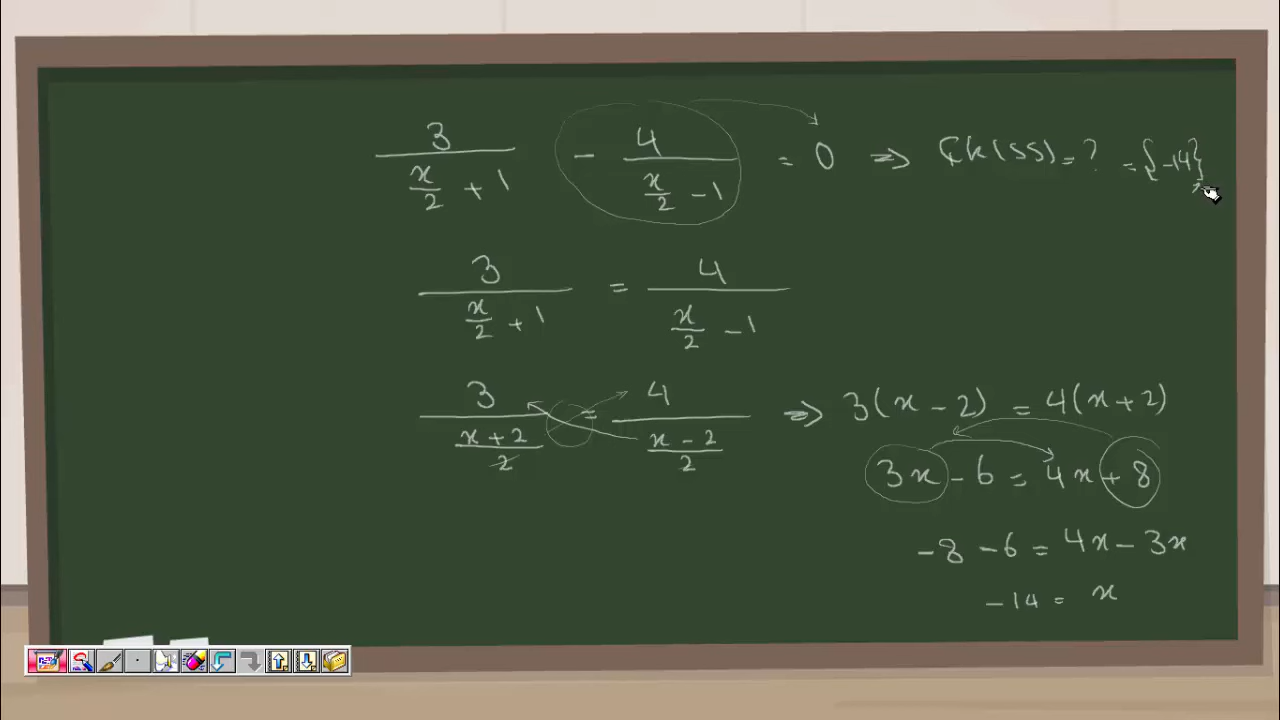 3/(x/2 + 1) - 4/(x/2 - 1) = 0 ⇒ Çk(SS) = ? = {-14}
3/(x/2 + 1) = 4/(x/2 - 1)
3/((x + 2)/2) = 4/((x - 2)/2) ⇒ 3(x - 2) = 4(x + 2)
3x - 6 = 4x + 8
-8 - 6 = 4x - 3x
-14 = x